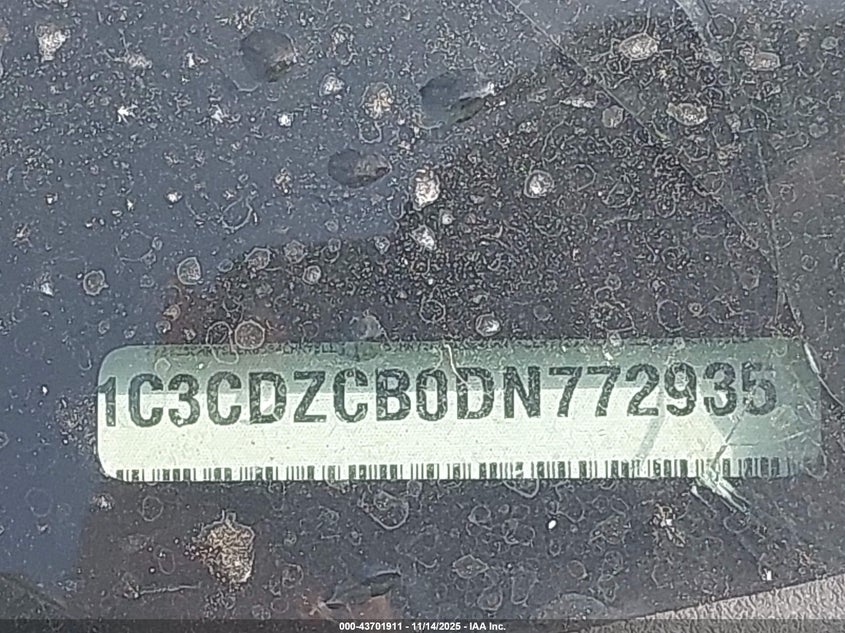 1C3CDZCB0DN772935
000-43701911 - 11/14/2025 - IAA Inc.